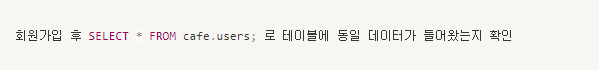 회원가입 후 SELECT * FROM cafe.users; 로 테이블에 동일 데이터가 들어왔는지 확인